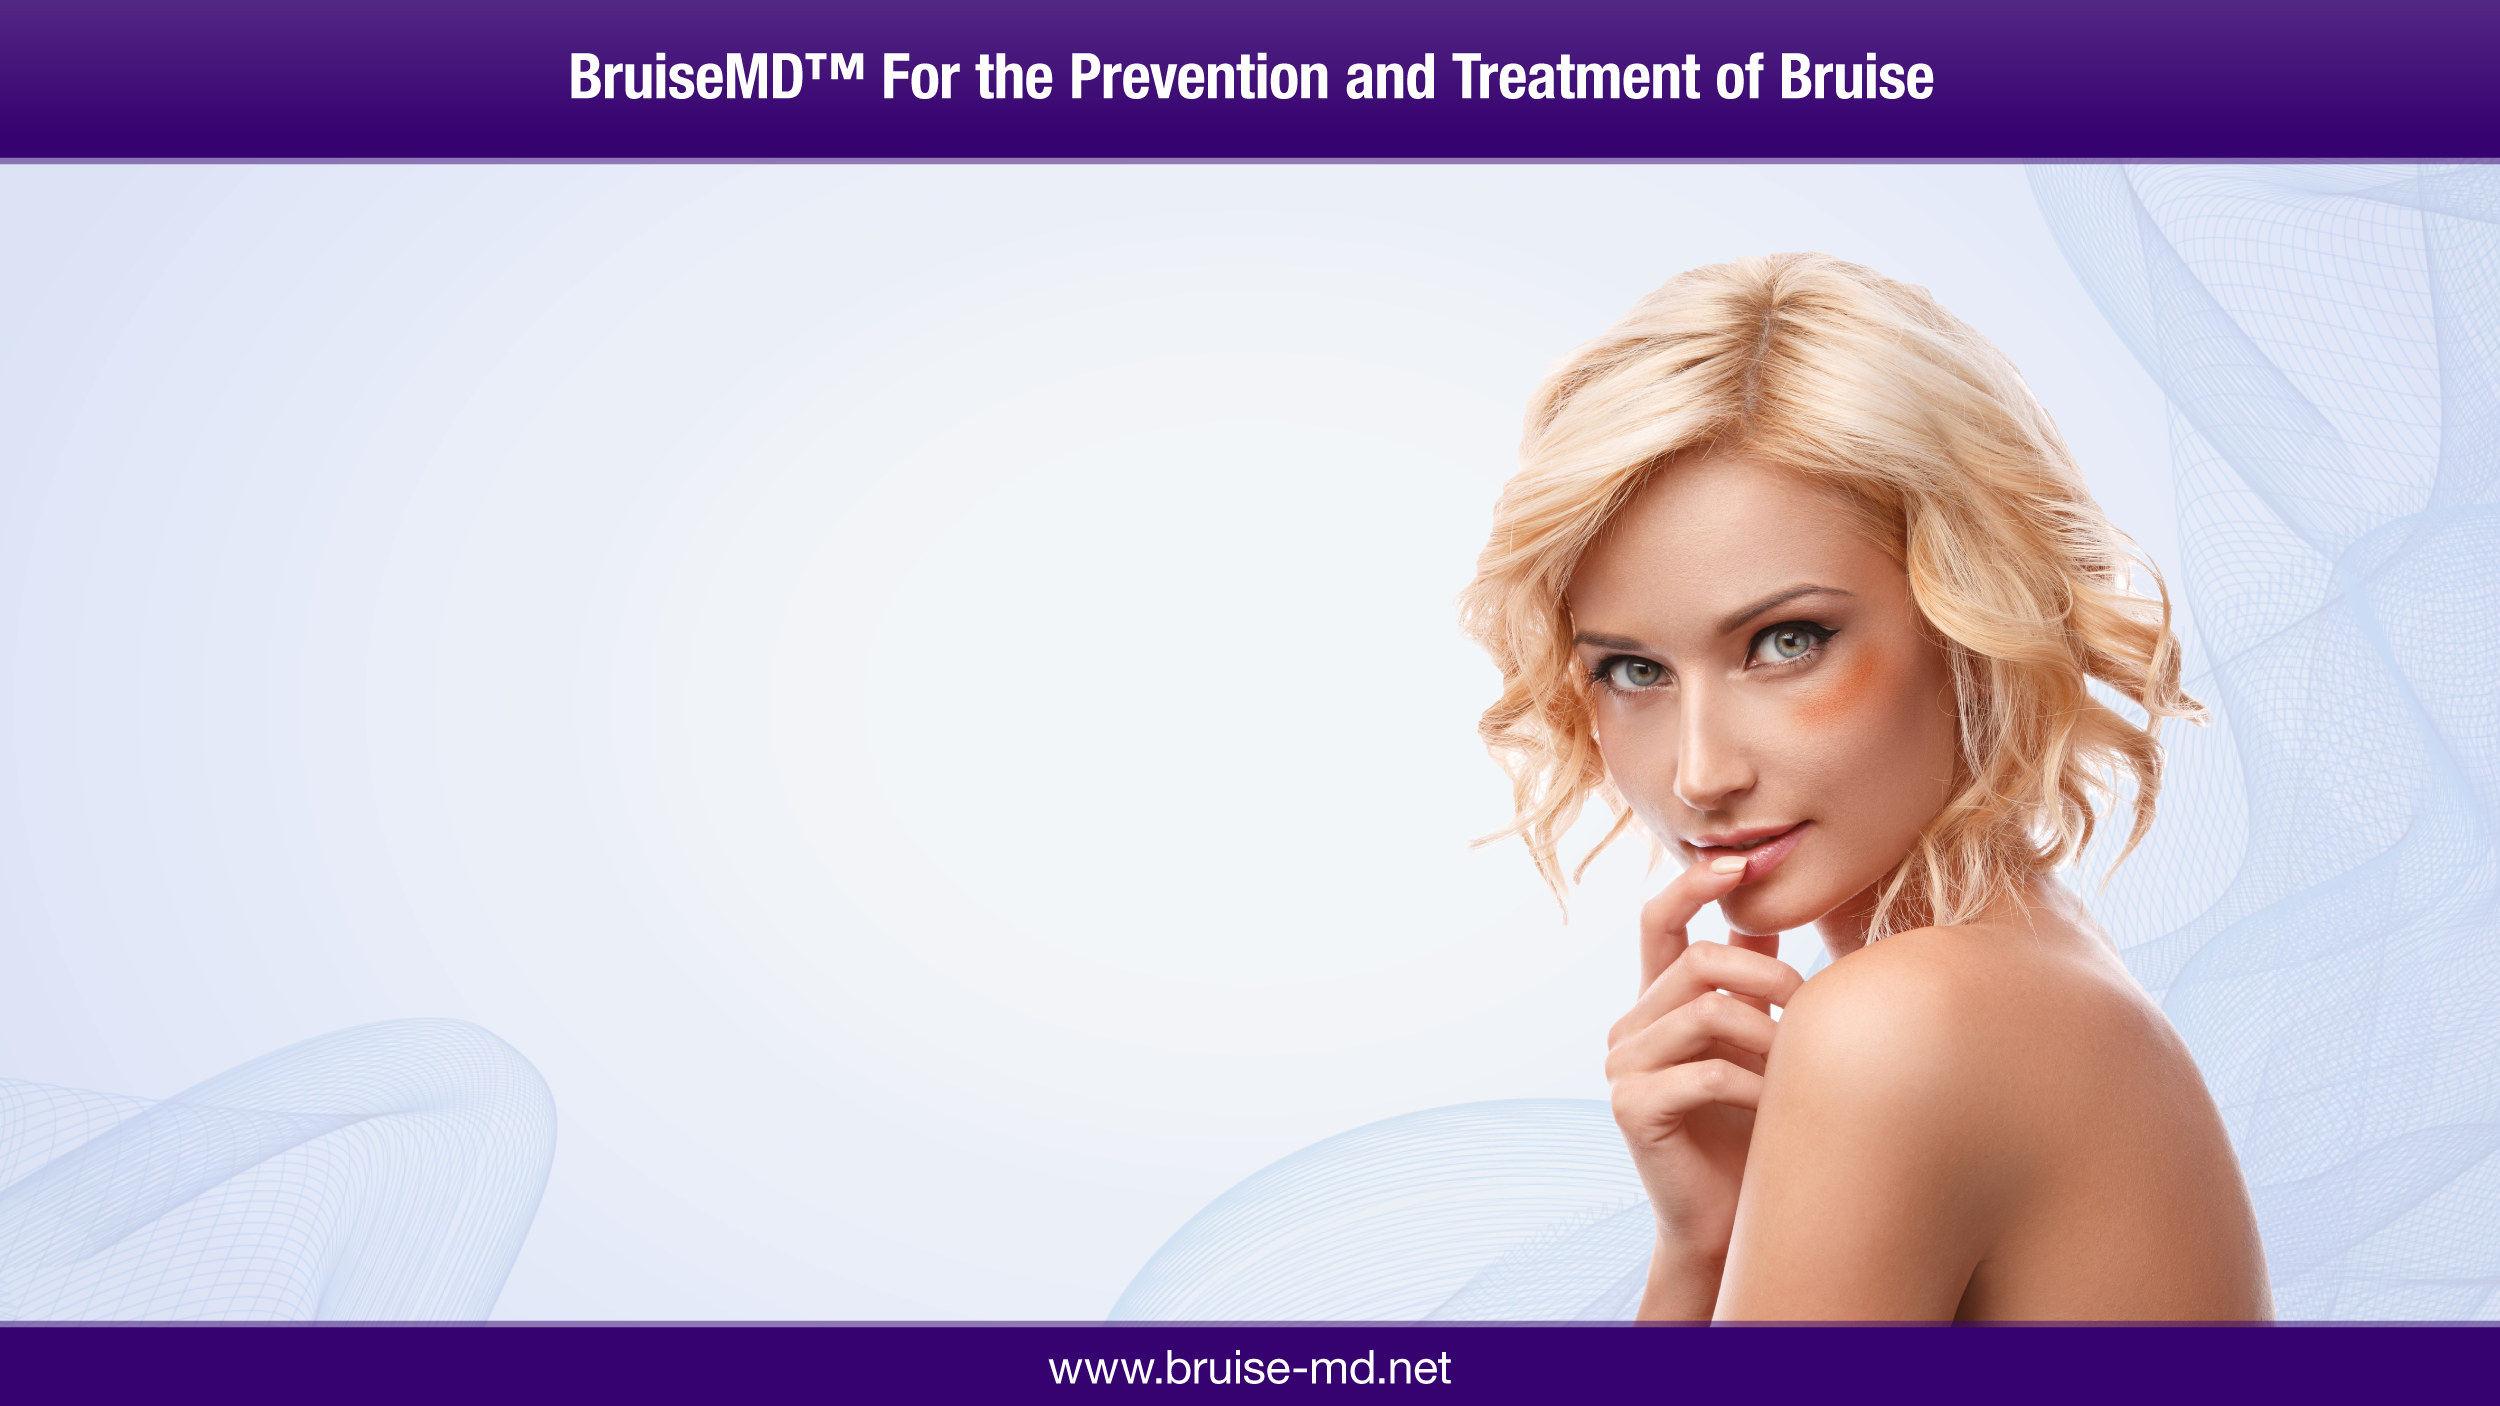 BruiseMD™ For the Prevention and Treatment of Bruise
www.bruise-md.net